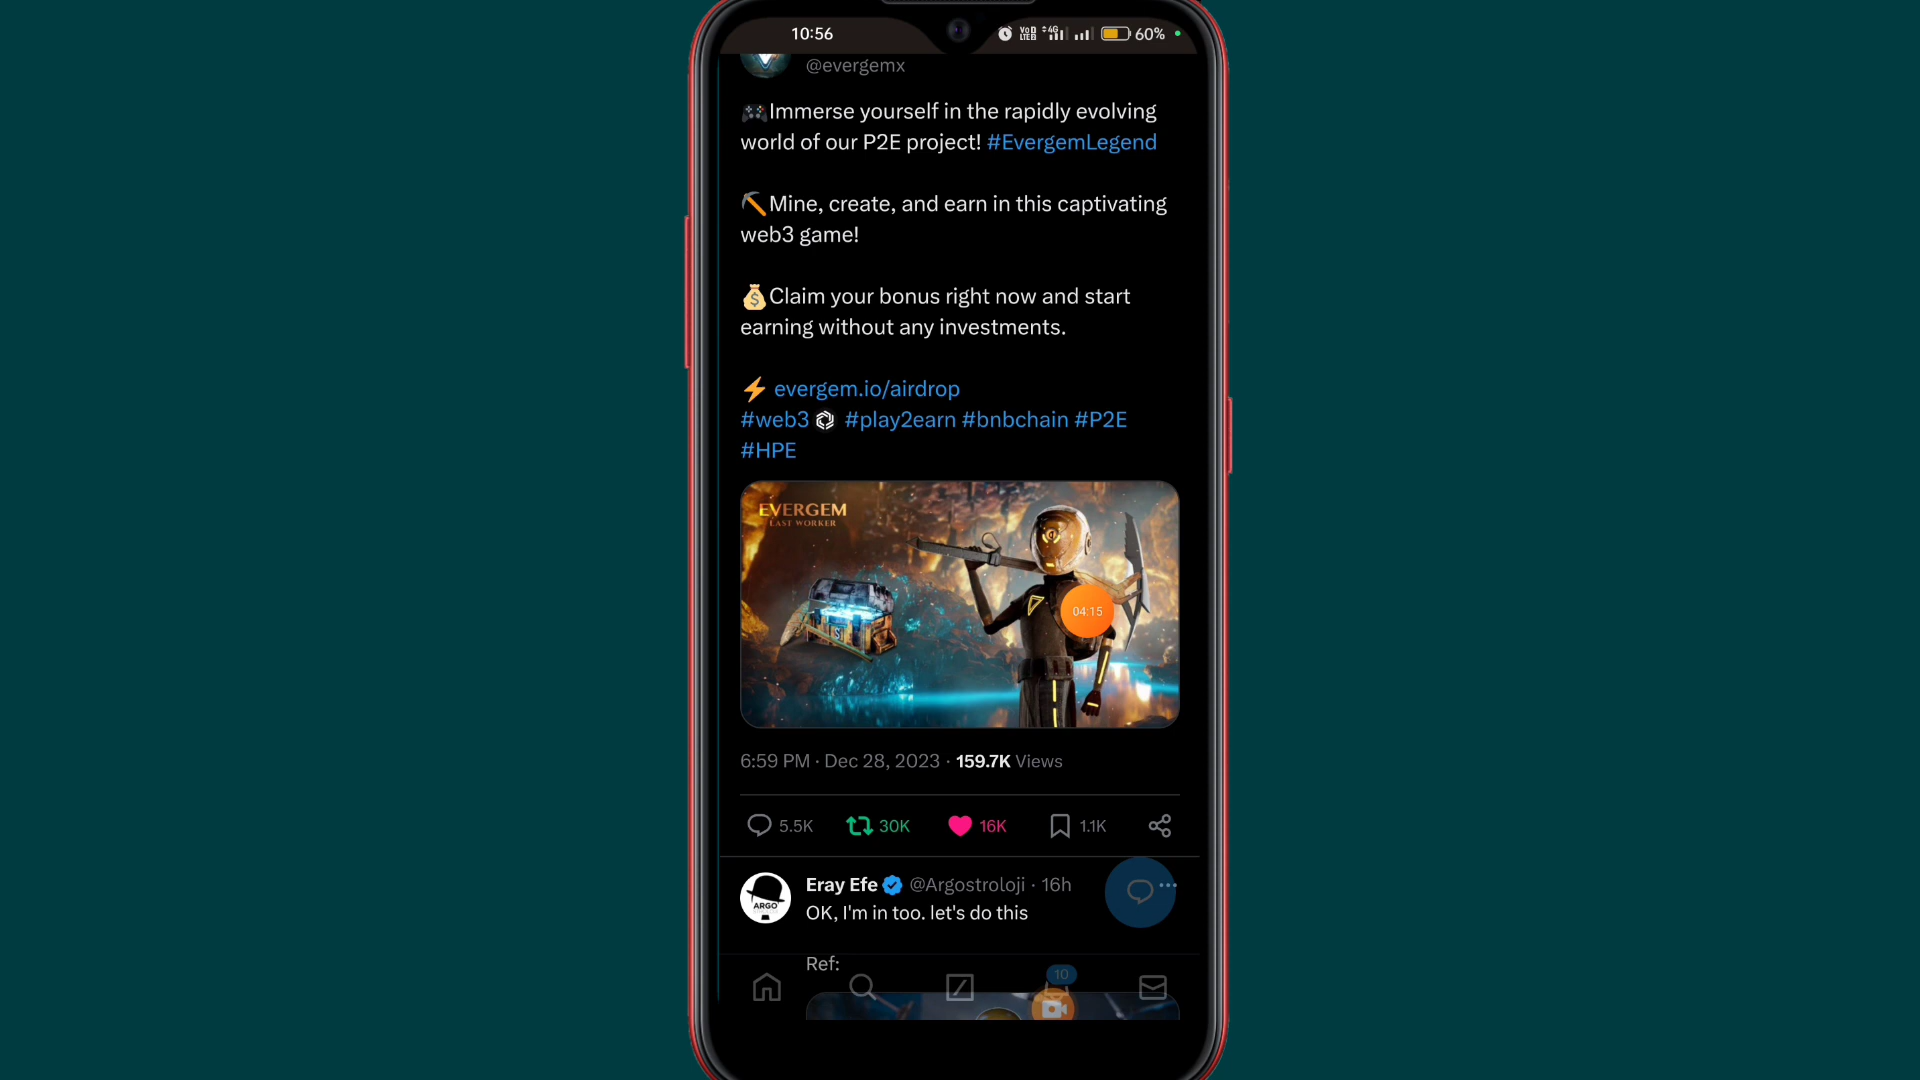 10:56
VoD
LTEB
4G
60%
@evergemx
🎮Immerse yourself in the rapidly evolving
world of our P2E project! #EvergemLegend
⛏️Mine, create, and earn in this captivating
web3 game!
💰Claim your bonus right now and start
earning without any investments.
⚡ evergem.io/airdrop
#web3 #play2earn #bnbchain #P2E
#HPE
EVERGEM
LAST WORKER
04:15
6:59 PM · Dec 28, 2023 · 159.7K Views
5.5K 30K 16K 1.1K
Eray Efe @Argostroloji · 16h
ARGO
OK, I'm in too. let's do this
Ref:
10